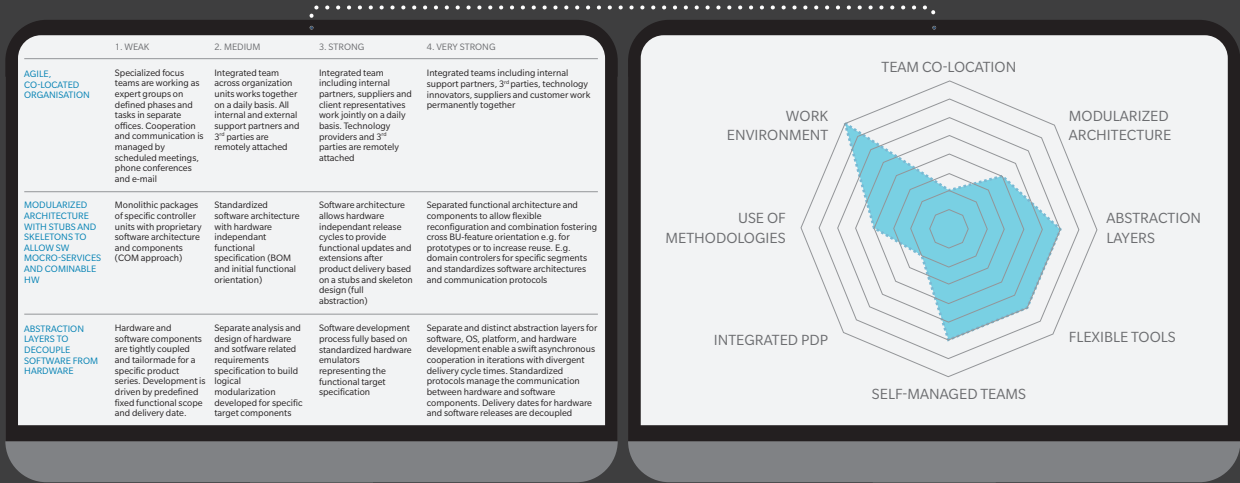 1. WEAK
2. MEDIUM
3. STRONG
4. VERY STRONG
AGILE,
CO-LOCATED
ORGANISATION
Specialized focus
teams are working as
expert groups on
defined phases and
tasks in separate
offices. Cooperation
and communication is
managed by
scheduled meetings,
phone conferences
and e-mail
Integrated team
across organization
units works together
on a daily basis. All
internal and external
support partners and
3rd parties are
remotely attached
Integrated team
including internal
partners, suppliers and
client representatives
work jointly on a daily
basis. Technology
providers and 3rd
parties are remotely
attached
Integrated teams including internal
support partners, 3rd parties, technology
innovators, suppliers and customer work
permanently together
MODULARIZED
ARCHITECTURE
WITH STUBS AND
SKELETONS TO
ALLOW SW
MOCRO-SERVICES
AND COMINABLE
HW
Monolithic packages
of specific controller
units with proprietary
software architecture
and components
(COM approach)
Standardized
software architecture
with hardware
independant
functional
specification (BOM
and initial functional
orientation)
Software architecture
allows hardware
independant release
cycles to provide
functional updates and
extensions after
product delivery based
on a stubs and skeleton
design (full
abstraction)
Separated functional architecture and
components to allow flexible
reconfiguration and combination fostering
cross BU-feature orientation e.g. for
prototypes or to increase reuse. E.g.
domain controlers for specific segments
and standardizes software architectures
and communication protocols
ABSTRACTION
LAYERS TO
DECOUPLE
SOFTWARE FROM
HARDWARE
Hardware and
software components
are tightly coupled
and tailormade for a
specific product
series. Development is
driven by predefined
fixed functional scope
and delivery date.
Separate analysis and
design of hardware
and sotfware related
requirements
specification to build
logical
modularization
developed for specific
target components
Software development
process fully based on
standardized hardware
emulators
representing the
functional target
specification
Separate and distinct abstraction layers for
software, OS, platform, and hardware
development enable a swift asynchronous
cooperation in iterations with divergent
delivery cycle times. Standardized
protocols manage the communication
between hardware and software
components. Delivery dates for hardware
and software releases are decoupled
TEAM CO-LOCATION
MODULARIZED
ARCHITECTURE
ABSTRACTION
LAYERS
FLEXIBLE TOOLS
SELF-MANAGED TEAMS
INTEGRATED PDP
USE OF
METHODOLOGIES
WORK
ENVIRONMENT